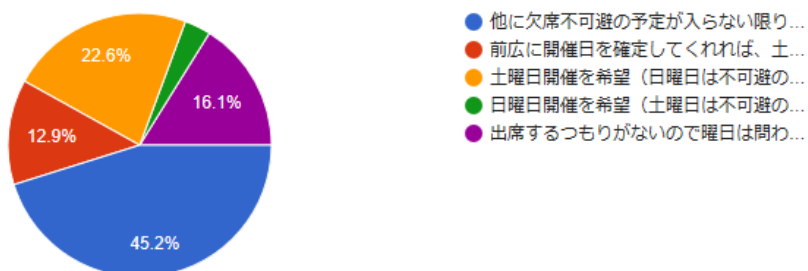 22.6%
16.1%
12.9%
45.2%
他に欠席不可避の予定が入らない限り...
前広に開催日を確定してくれれば、土...
土曜日開催を希望（日曜日は不可避の...
日曜日開催を希望（土曜日は不可避の...
出席するつもりがないので曜日は問わ...